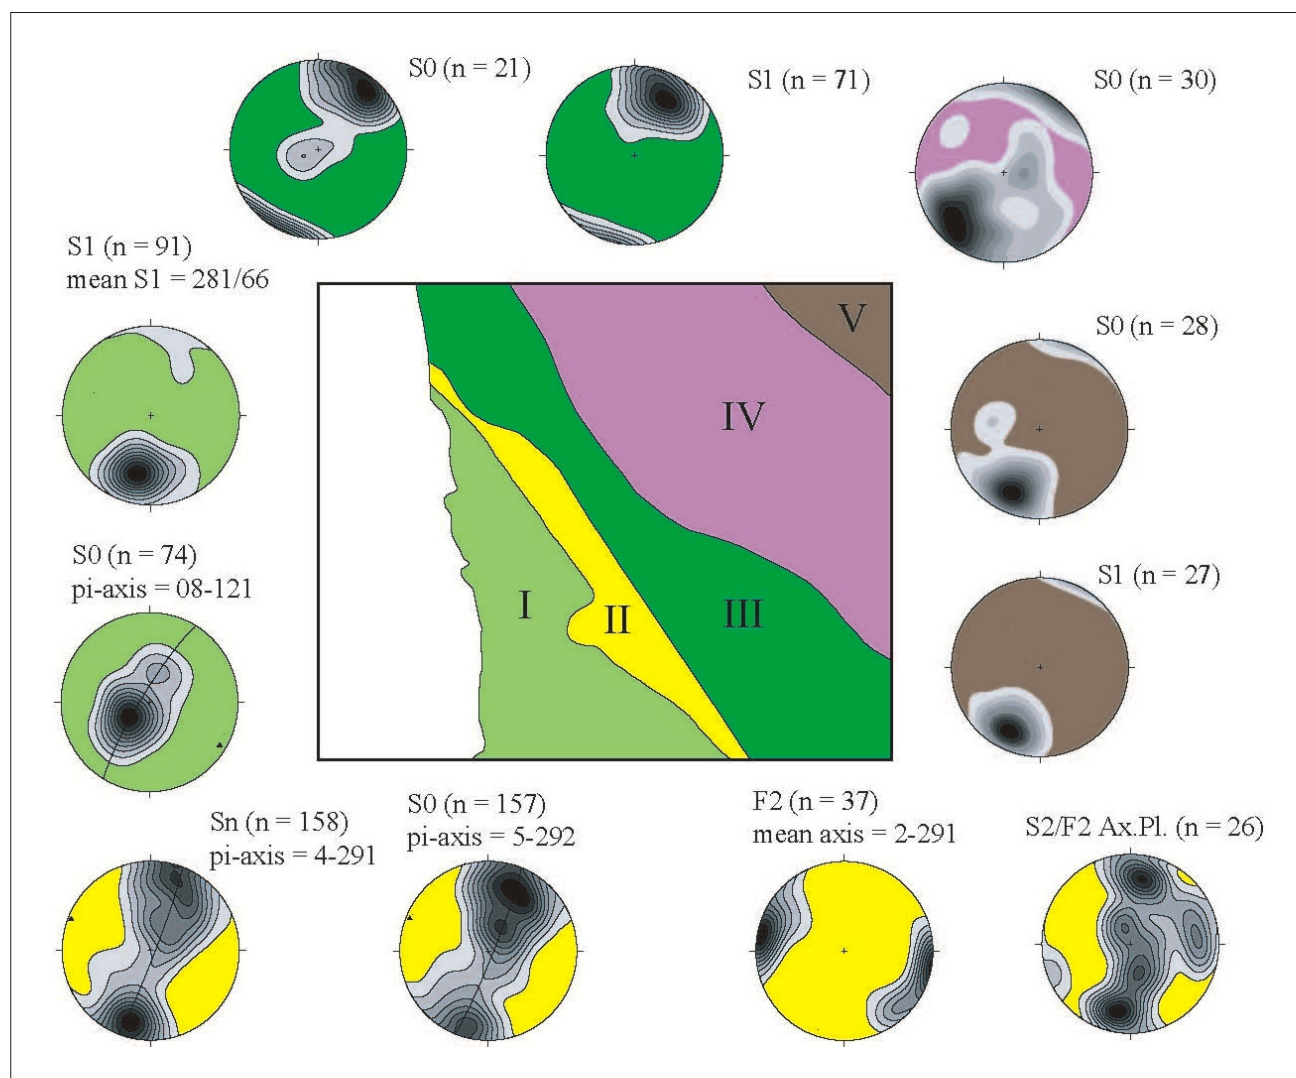 S0 (n = 21)
S1 (n = 71)
S0 (n = 30)
S1 (n = 91)
mean S1 = 281/66
S0 (n = 28)
V
IV
S0 (n = 74)
pi-axis = 08-121
S1 (n = 27)
I
II
III
Sn (n = 158)
pi-axis = 4-291
S0 (n = 157)
pi-axis = 5-292
F2 (n = 37)
mean axis = 2-291
S2/F2 Ax.Pl. (n = 26)